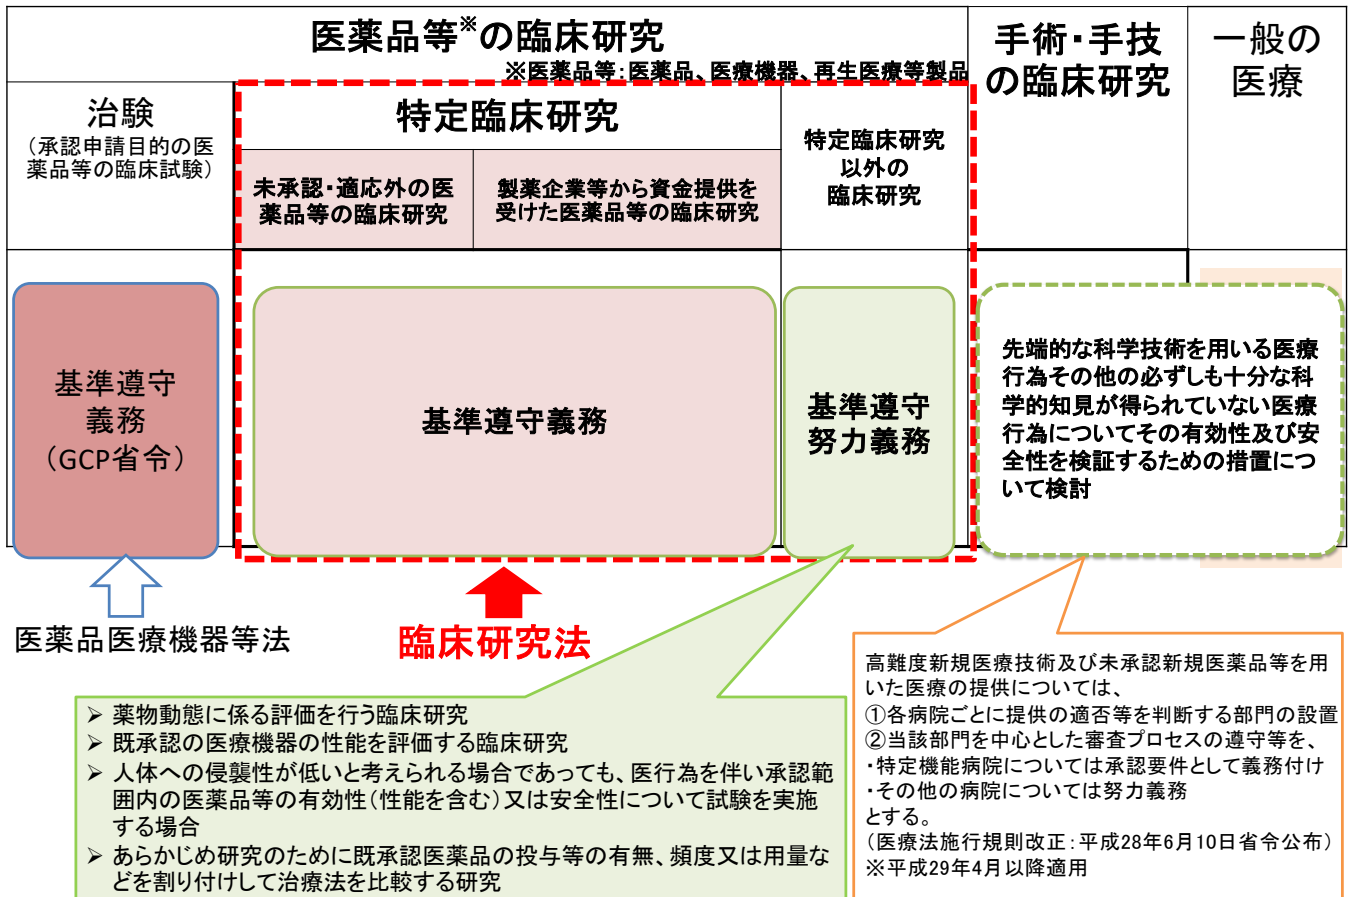 医薬品等※の臨床研究
※医薬品等：医薬品、医療機器、再生医療等製品
手術・手技
の臨床研究
一般の
医療
治験
（承認申請目的の医
薬品等の臨床試験）
特定臨床研究
未承認・適応外の医
薬品等の臨床研究
製薬企業等から資金提供を
受けた医薬品等の臨床研究
特定臨床研究
以外の
臨床研究
基準遵守
義務
（GCP省令）
基準遵守義務
基準遵守
努力義務
先端的な科学技術を用いる医療
行為その他の必ずしも十分な科
学的知見が得られていない医療
行為についてその有効性及び安
全性を検証するための措置につ
いて検討
医薬品医療機器等法
臨床研究法
➢ 薬物動態に係る評価を行う臨床研究
➢ 既承認の医療機器の性能を評価する臨床研究
➢ 人体への侵襲性が低いと考えられる場合であっても、医行為を伴い承認範
囲内の医薬品等の有効性（性能を含む）又は安全性について試験を実施
する場合
➢ あらかじめ研究のために既承認医薬品の投与等の有無、頻度又は用量な
どを割り付けして治療法を比較する研究
高難度新規医療技術及び未承認新規医薬品等を用
いた医療の提供については、
①各病院ごとに提供の適否等を判断する部門の設置
②当該部門を中心とした審査プロセスの遵守等を、
・特定機能病院については承認要件として義務付け
・その他の病院については努力義務
とする。
（医療法施行規則改正：平成28年6月10日省令公布）
※平成29年4月以降適用